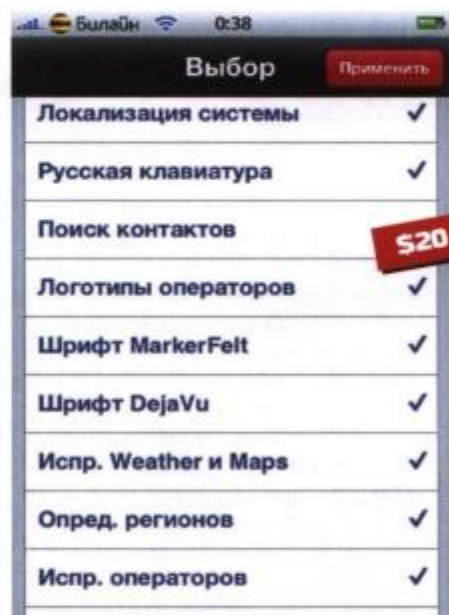 Билайн 0:38
Выбор Применить
Локализация системы
Русская клавиатура
Поиск контактов
$20
Логотипы операторов
Шрифт MarkerFelt
Шрифт DejaVu
Испр. Weather и Maps
Опред. регионов
Испр. операторов